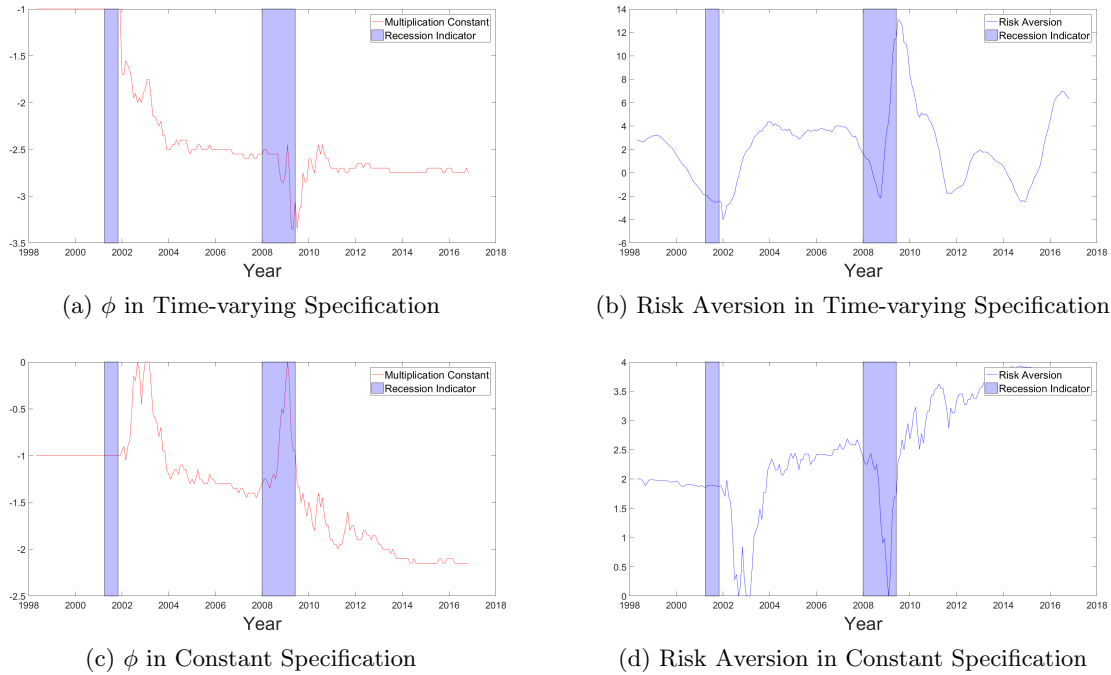 -1
-1.5
-2
-2.5
-3
-3.5
1998 2000 2002 2004 2006 2008 2010 2012 2014 2016 2018
Year
Multiplication Constant
Recession Indicator
(a) ϕ in Time-varying Specification
14
12
10
8
6
4
2
0
-2
-4
-6
1998 2000 2002 2004 2006 2008 2010 2012 2014 2016 2018
Year
Risk Aversion
Recession Indicator
(b) Risk Aversion in Time-varying Specification
0
-0.5
-1
-1.5
-2
-2.5
1998 2000 2002 2004 2006 2008 2010 2012 2014 2016 2018
Year
Multiplication Constant
Recession Indicator
(c) ϕ in Constant Specification
4
3.5
3
2.5
2
1.5
1
0.5
0
1998 2000 2002 2004 2006 2008 2010 2012 2014 2016 2018
Year
Risk Aversion
Recession Indicator
(d) Risk Aversion in Constant Specification